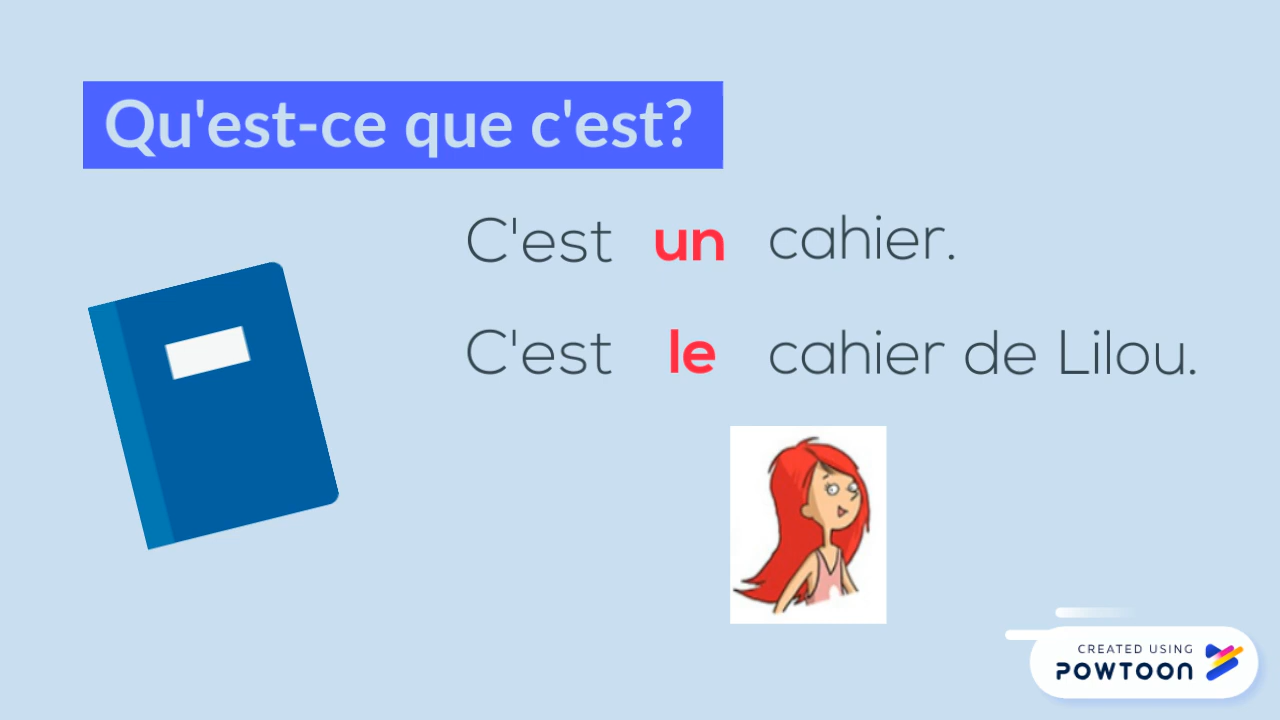 Qu'est-ce que c'est?
C'est un cahier.
C'est le cahier de Lilou.
CREATED USING
POWTOON